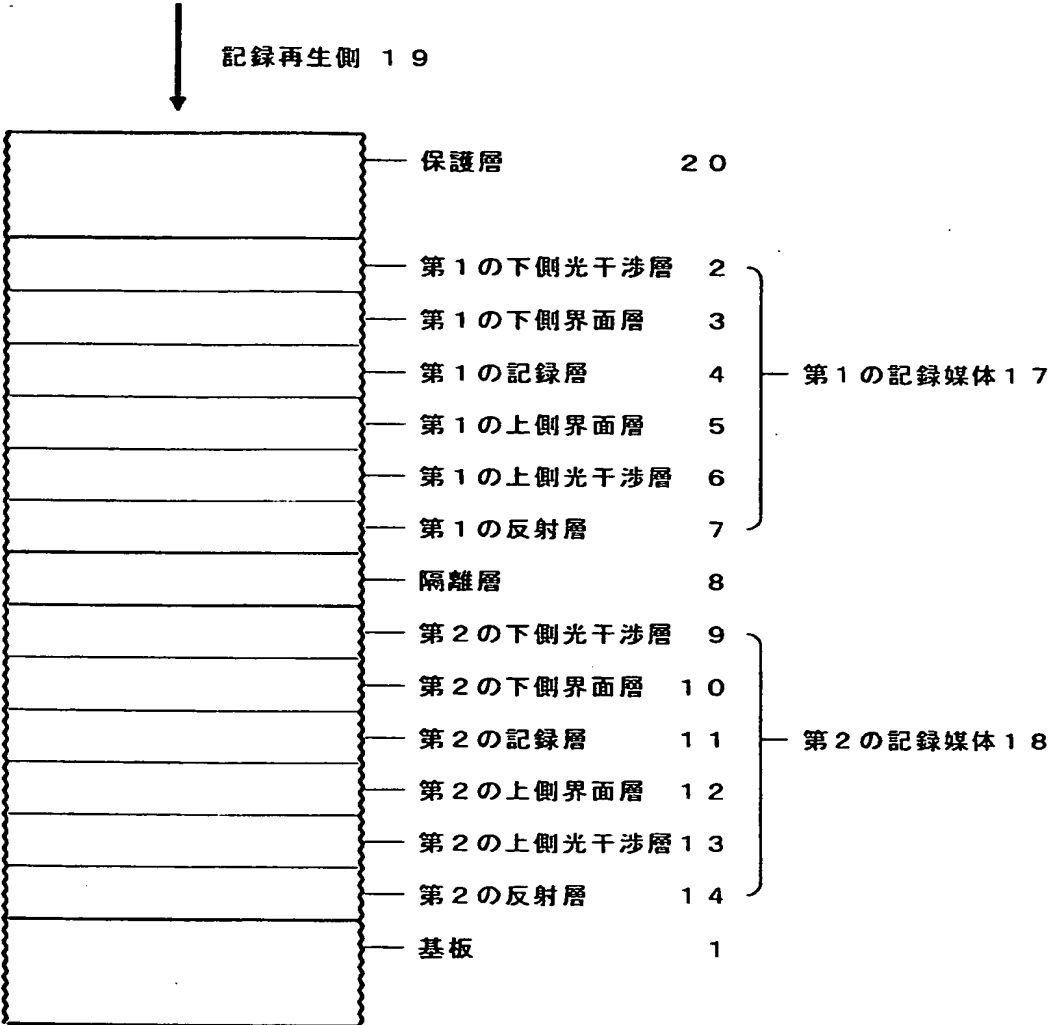 記録再生側 19
保護層 20
第1の下側光干渉層 2
第1の下側界面層 3
第1の記録層 4
第1の記録媒体17
第1の上側界面層 5
第1の上側光干渉層 6
第1の反射層 7
隔離層 8
第2の下側光干渉層 9
第2の下側界面層 10
第2の記録層 11
第2の記録媒体18
第2の上側界面層 12
第2の上側光干渉層13
第2の反射層 14
基板 1